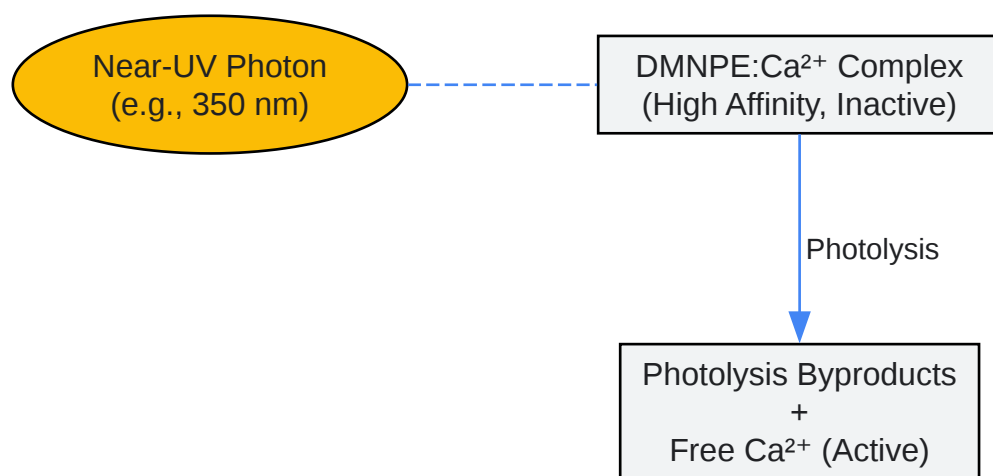 Near-UV Photon
(e.g., 350 nm)
DMNPE:Ca²⁺ Complex
(High Affinity, Inactive)
Photolysis
Photolysis Byproducts
+
Free Ca²⁺ (Active)